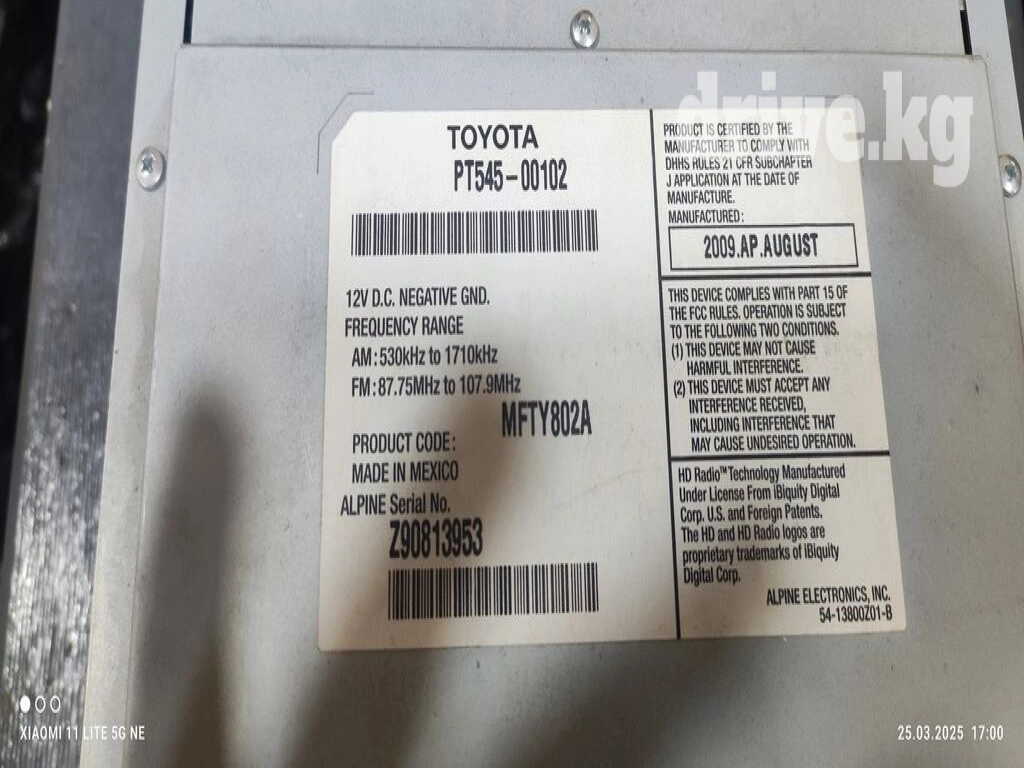 drive.kg
TOYOTA
PT545-00102
12V D.C. NEGATIVE GND.
FREQUENCY RANGE
AM:530kHz to 1710kHz
FM:87.75MHz to 107.9MHz
MFTY802A
PRODUCT CODE:
MADE IN MEXICO
ALPINE Serial No.
Z90813953
PRODUCT IS CERTIFIED BY THE
MANUFACTURER TO COMPLY WITH
DHHS RULES 21 CFR SUBCHAPTER
J APPLICATION AT THE DATE OF
MANUFACTURE.
MANUFACTURED:
2009.AP.AUGUST
THIS DEVICE COMPLIES WITH PART 15 OF
THE FCC RULES. OPERATION IS SUBJECT
TO THE FOLLOWING TWO CONDITIONS.
(1) THIS DEVICE MAY NOT CAUSE
HARMFUL INTERFERENCE.
(2) THIS DEVICE MUST ACCEPT ANY
INTERFERENCE RECEIVED,
INCLUDING INTERFERENCE THAT
MAY CAUSE UNDESIRED OPERATION.
HD Radio™ Technology Manufactured
Under License From iBiquity Digital
Corp. U.S. and Foreign Patents.
The HD and HD Radio logos are
proprietary trademarks of iBiquity
Digital Corp.
ALPINE ELECTRONICS, INC.
54-13800Z01-B
XIAOMI 11 LITE 5G NE
25.03.2025 17:00